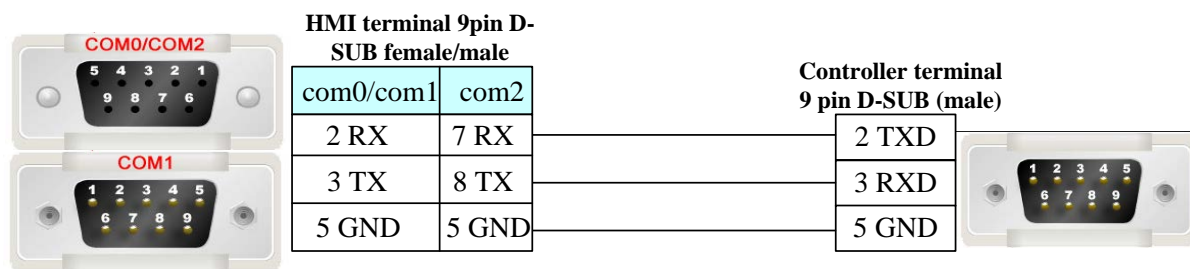 COM0/COM2
5 4 3 2 1
9 8 7 6
COM1
1 2 3 4 5
6 7 8 9
HMI terminal 9pin D-
SUB female/male
com0/com1 com2
2 RX 7 RX
3 TX 8 TX
5 GND 5 GND
Controller terminal
9 pin D-SUB (male)
2 TXD
3 RXD
5 GND
1 2 3 4 5
6 7 8 9